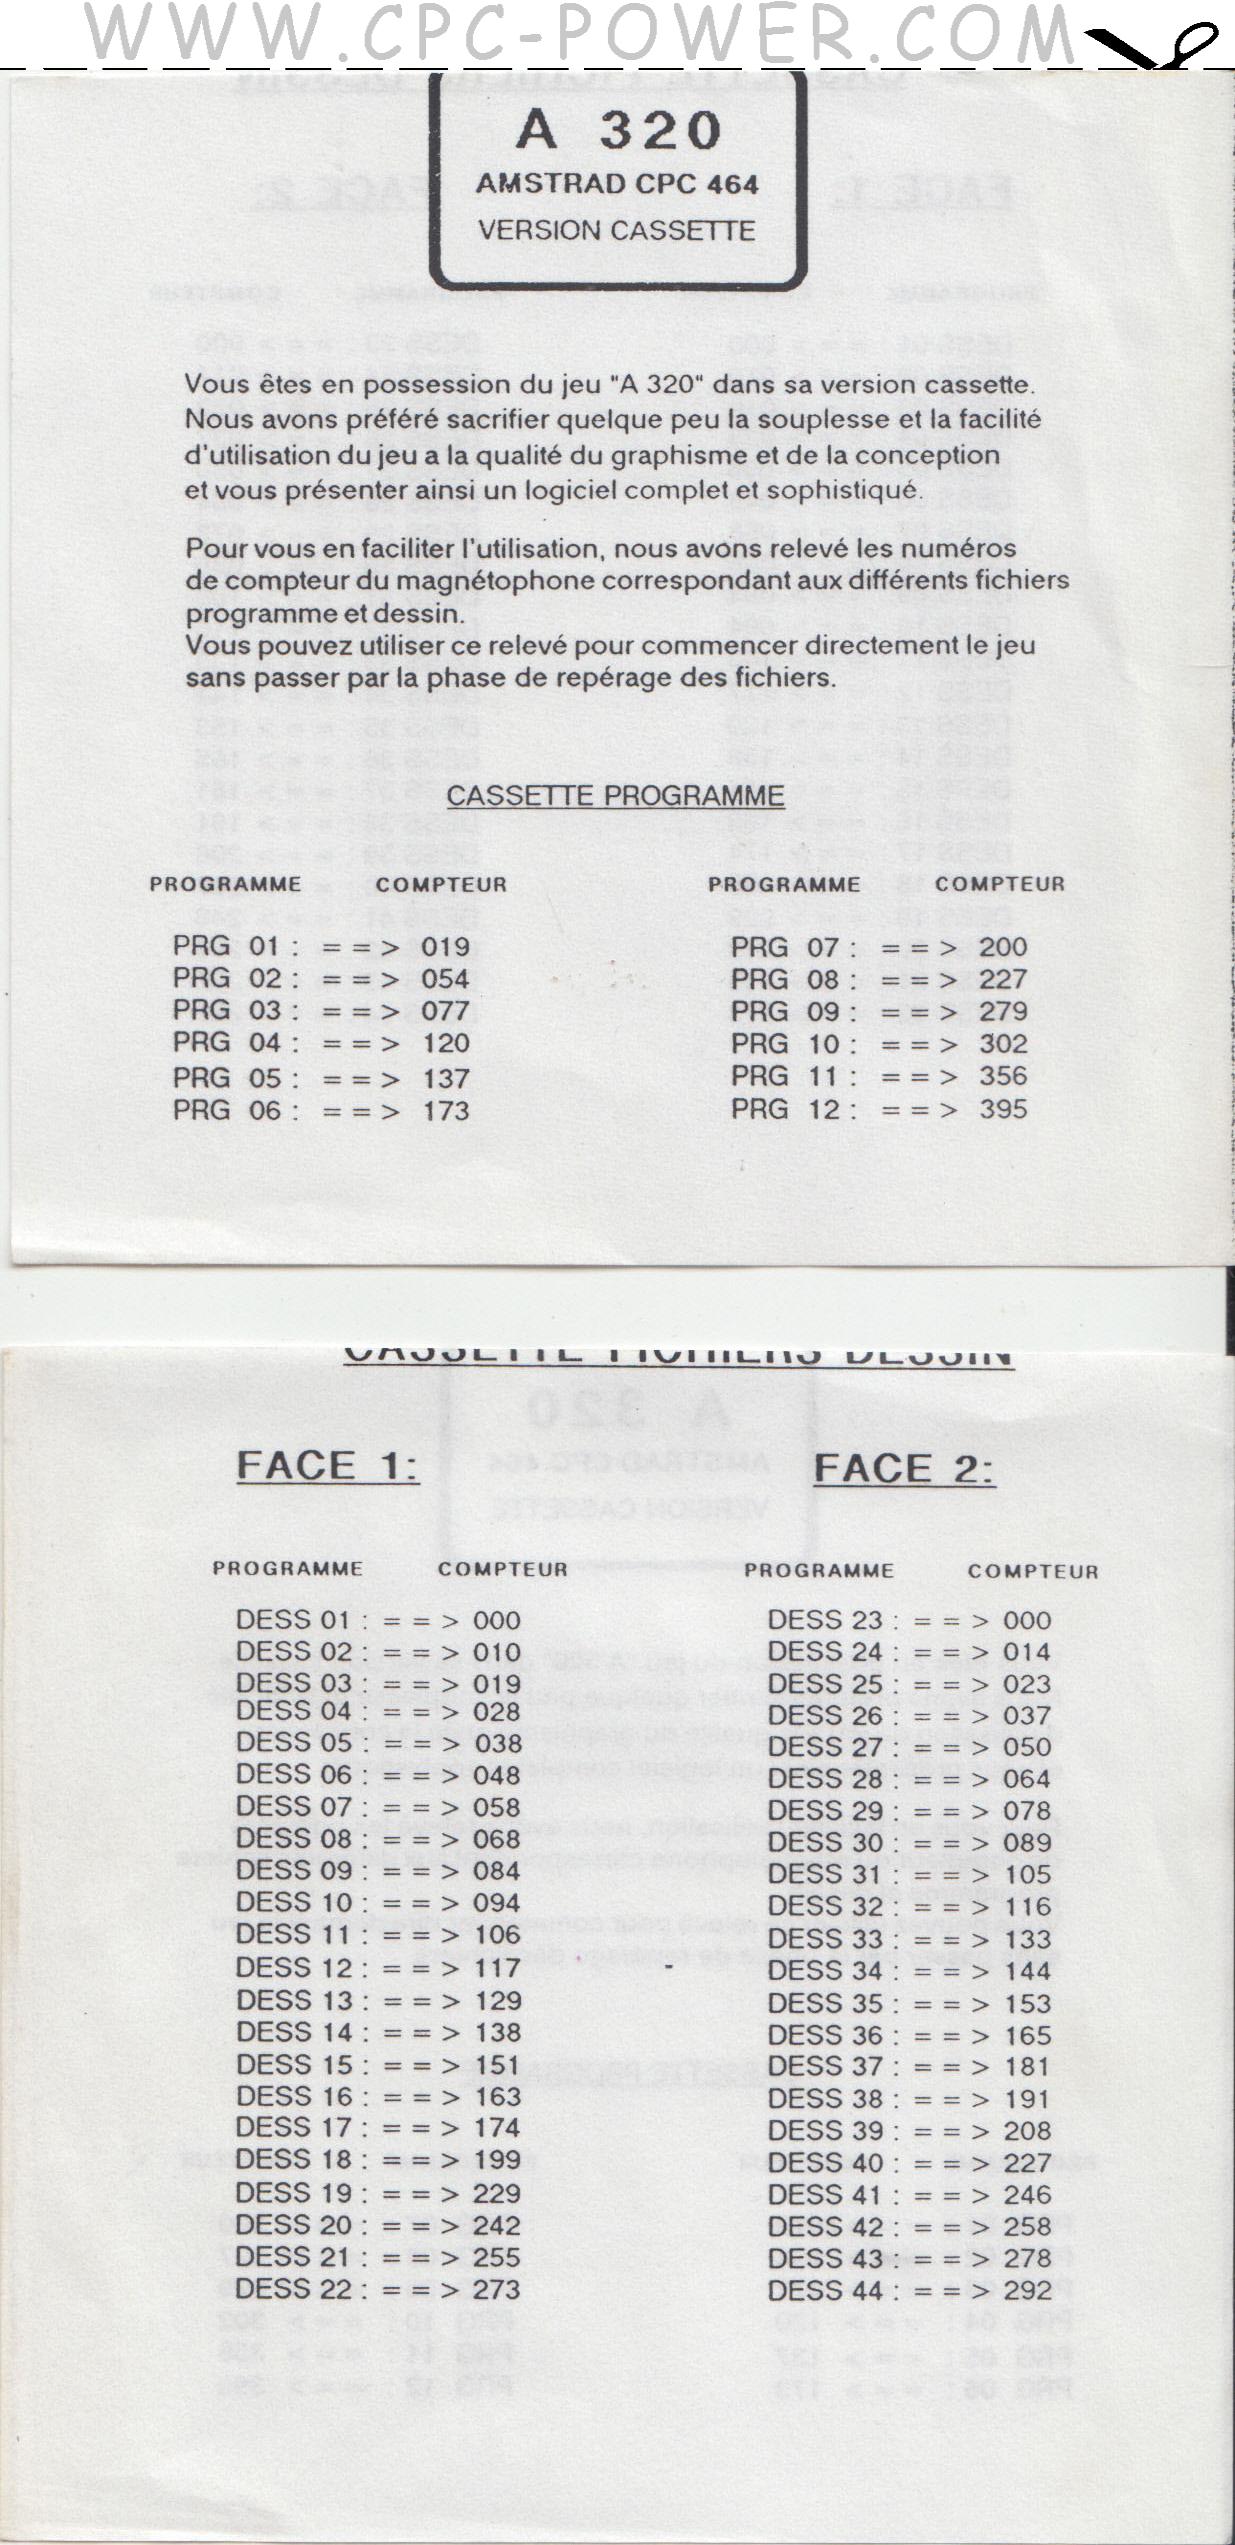 WWW.CPC-POWER.COM
A 320
AMSTRAD CPC 464
VERSION CASSETTE
Vous êtes en possession du jeu "A 320" dans sa version cassette.
Nous avons préféré sacrifier quelque peu la souplesse et la facilité
d'utilisation du jeu a la qualité du graphisme et de la conception
et vous présenter ainsi un logiciel complet et sophistiqué.
Pour vous en faciliter l'utilisation, nous avons relevé les numéros
de compteur du magnétophone correspondant aux différents fichiers
programme et dessin.
Vous pouvez utiliser ce relevé pour commencer directement le jeu
sans passer par la phase de repérage des fichiers.
CASSETTE PROGRAMME
PROGRAMME COMPTEUR
PRG 01 : = = > 019
PRG 02 : = = > 054
PRG 03 : = = > 077
PRG 04 : = = > 120
PRG 05 : = = > 137
PRG 06 : = = > 173
PROGRAMME COMPTEUR
PRG 07 : = = > 200
PRG 08 : = = > 227
PRG 09 : = = > 279
PRG 10 : = = > 302
PRG 11 : = = > 356
PRG 12 : = = > 395
CASSETTE FICHIERS DESSIN
FACE 1:
PROGRAMME COMPTEUR
DESS 01 : = = > 000
DESS 02 : = = > 010
DESS 03 : = = > 019
DESS 04 : = = > 028
DESS 05 : = = > 038
DESS 06 : = = > 048
DESS 07 : = = > 058
DESS 08 : = = > 068
DESS 09 : = = > 084
DESS 10 : = = > 094
DESS 11 : = = > 106
DESS 12 : = = > 117
DESS 13 : = = > 129
DESS 14 : = = > 138
DESS 15 : = = > 151
DESS 16 : = = > 163
DESS 17 : = = > 174
DESS 18 : = = > 199
DESS 19 : = = > 229
DESS 20 : = = > 242
DESS 21 : = = > 255
DESS 22 : = = > 273
FACE 2:
PROGRAMME COMPTEUR
DESS 23 : = = > 000
DESS 24 : = = > 014
DESS 25 : = = > 023
DESS 26 : = = > 037
DESS 27 : = = > 050
DESS 28 : = = > 064
DESS 29 : = = > 078
DESS 30 : = = > 089
DESS 31 : = = > 105
DESS 32 : = = > 116
DESS 33 : = = > 133
DESS 34 : = = > 144
DESS 35 : = = > 153
DESS 36 : = = > 165
DESS 37 : = = > 181
DESS 38 : = = > 191
DESS 39 : = = > 208
DESS 40 : = = > 227
DESS 41 : = = > 246
DESS 42 : = = > 258
DESS 43 : = = > 278
DESS 44 : = = > 292